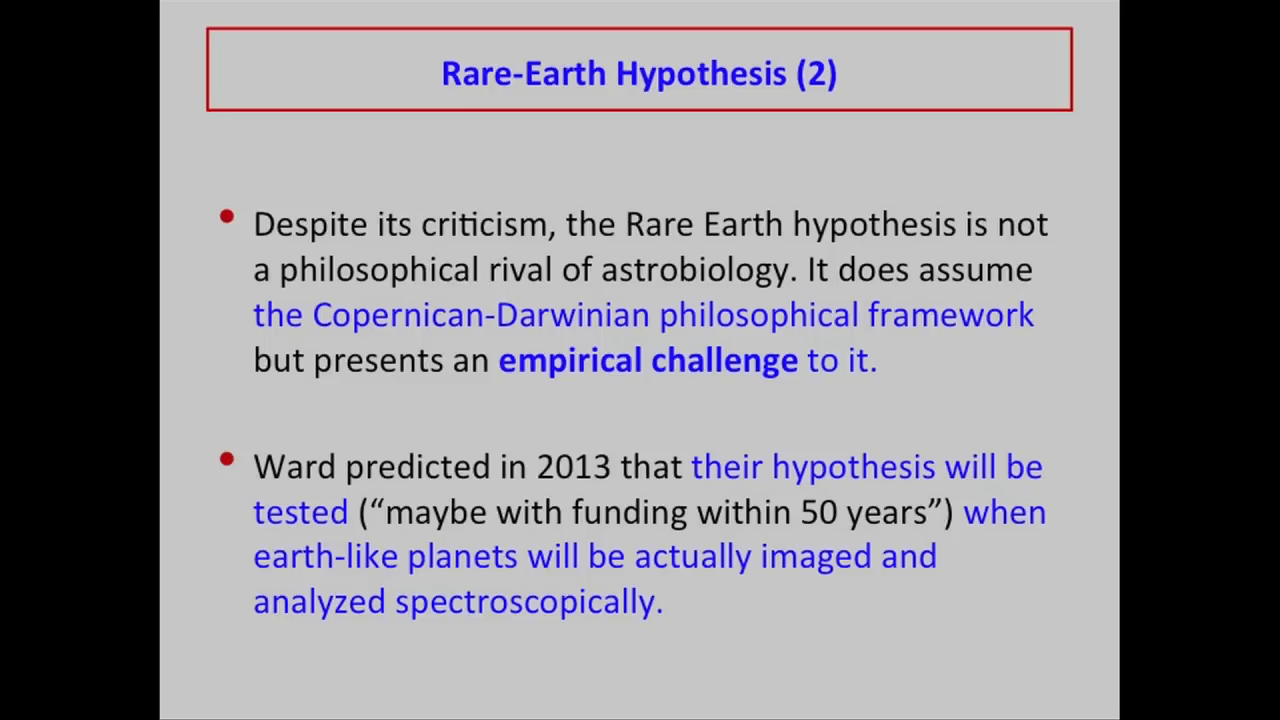 Rare-Earth Hypothesis (2)
• Despite its criticism, the Rare Earth hypothesis is not
a philosophical rival of astrobiology. It does assume
the Copernican-Darwinian philosophical framework
but presents an empirical challenge to it.
• Ward predicted in 2013 that their hypothesis will be
tested (“maybe with funding within 50 years”) when
earth-like planets will be actually imaged and
analyzed spectroscopically.